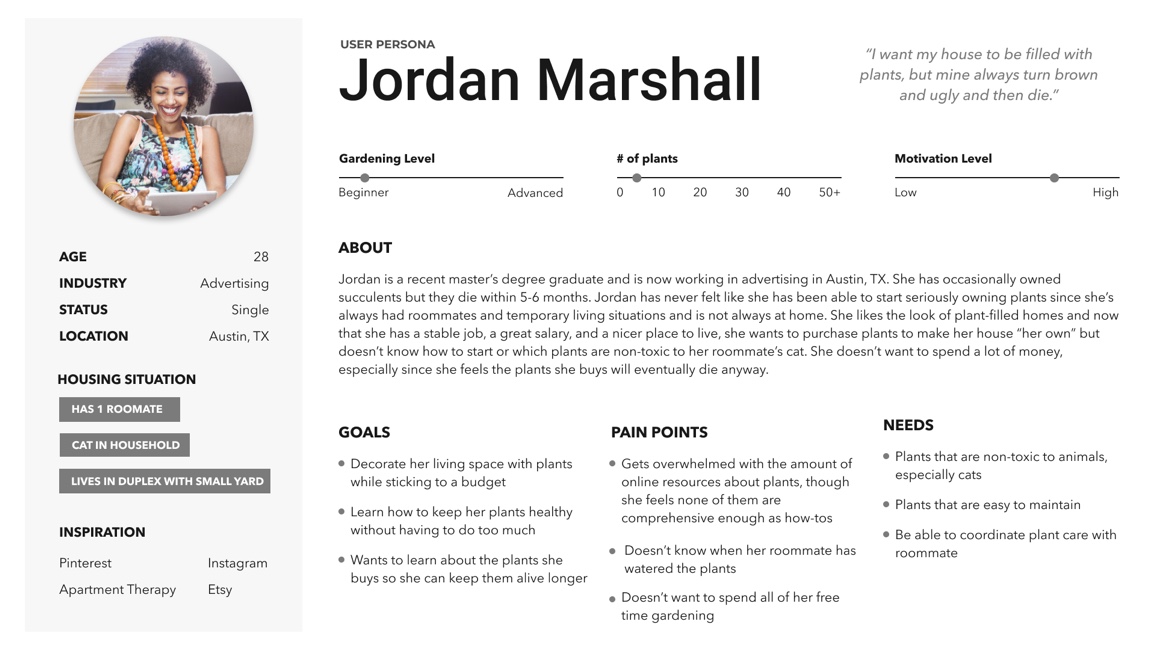 USER PERSONA
Jordan Marshall
“I want my house to be filled with
plants, but mine always turn brown
and ugly and then die.”
AGE 28
INDUSTRY Advertising
STATUS Single
LOCATION Austin, TX
HOUSING SITUATION
HAS 1 ROOMATE
CAT IN HOUSEHOLD
LIVES IN DUPLEX WITH SMALL YARD
INSPIRATION
Pinterest Instagram
Apartment Therapy Etsy
Gardening Level
Beginner Advanced
# of plants
0 10 20 30 40 50+
Motivation Level
Low High
ABOUT
Jordan is a recent master’s degree graduate and is now working in advertising in Austin, TX. She has occasionally owned
succulents but they die within 5-6 months. Jordan has never felt like she has been able to start seriously owning plants since she’s
always had roommates and temporary living situations and is not always at home. She likes the look of plant-filled homes and now
that she has a stable job, a great salary, and a nicer place to live, she wants to purchase plants to make her house “her own” but
doesn’t know how to start or which plants are non-toxic to her roommate’s cat. She doesn’t want to spend a lot of money,
especially since she feels the plants she buys will eventually die anyway.
GOALS
Decorate her living space with plants
while sticking to a budget
Learn how to keep her plants healthy
without having to do too much
Wants to learn about the plants she
buys so she can keep them alive longer
PAIN POINTS
Gets overwhelmed with the amount of
online resources about plants, though
she feels none of them are
comprehensive enough as how-tos
Doesn’t know when her roommate has
watered the plants
Doesn’t want to spend all of her free
time gardening
NEEDS
Plants that are non-toxic to animals,
especially cats
Plants that are easy to maintain
Be able to coordinate plant care with
roommate